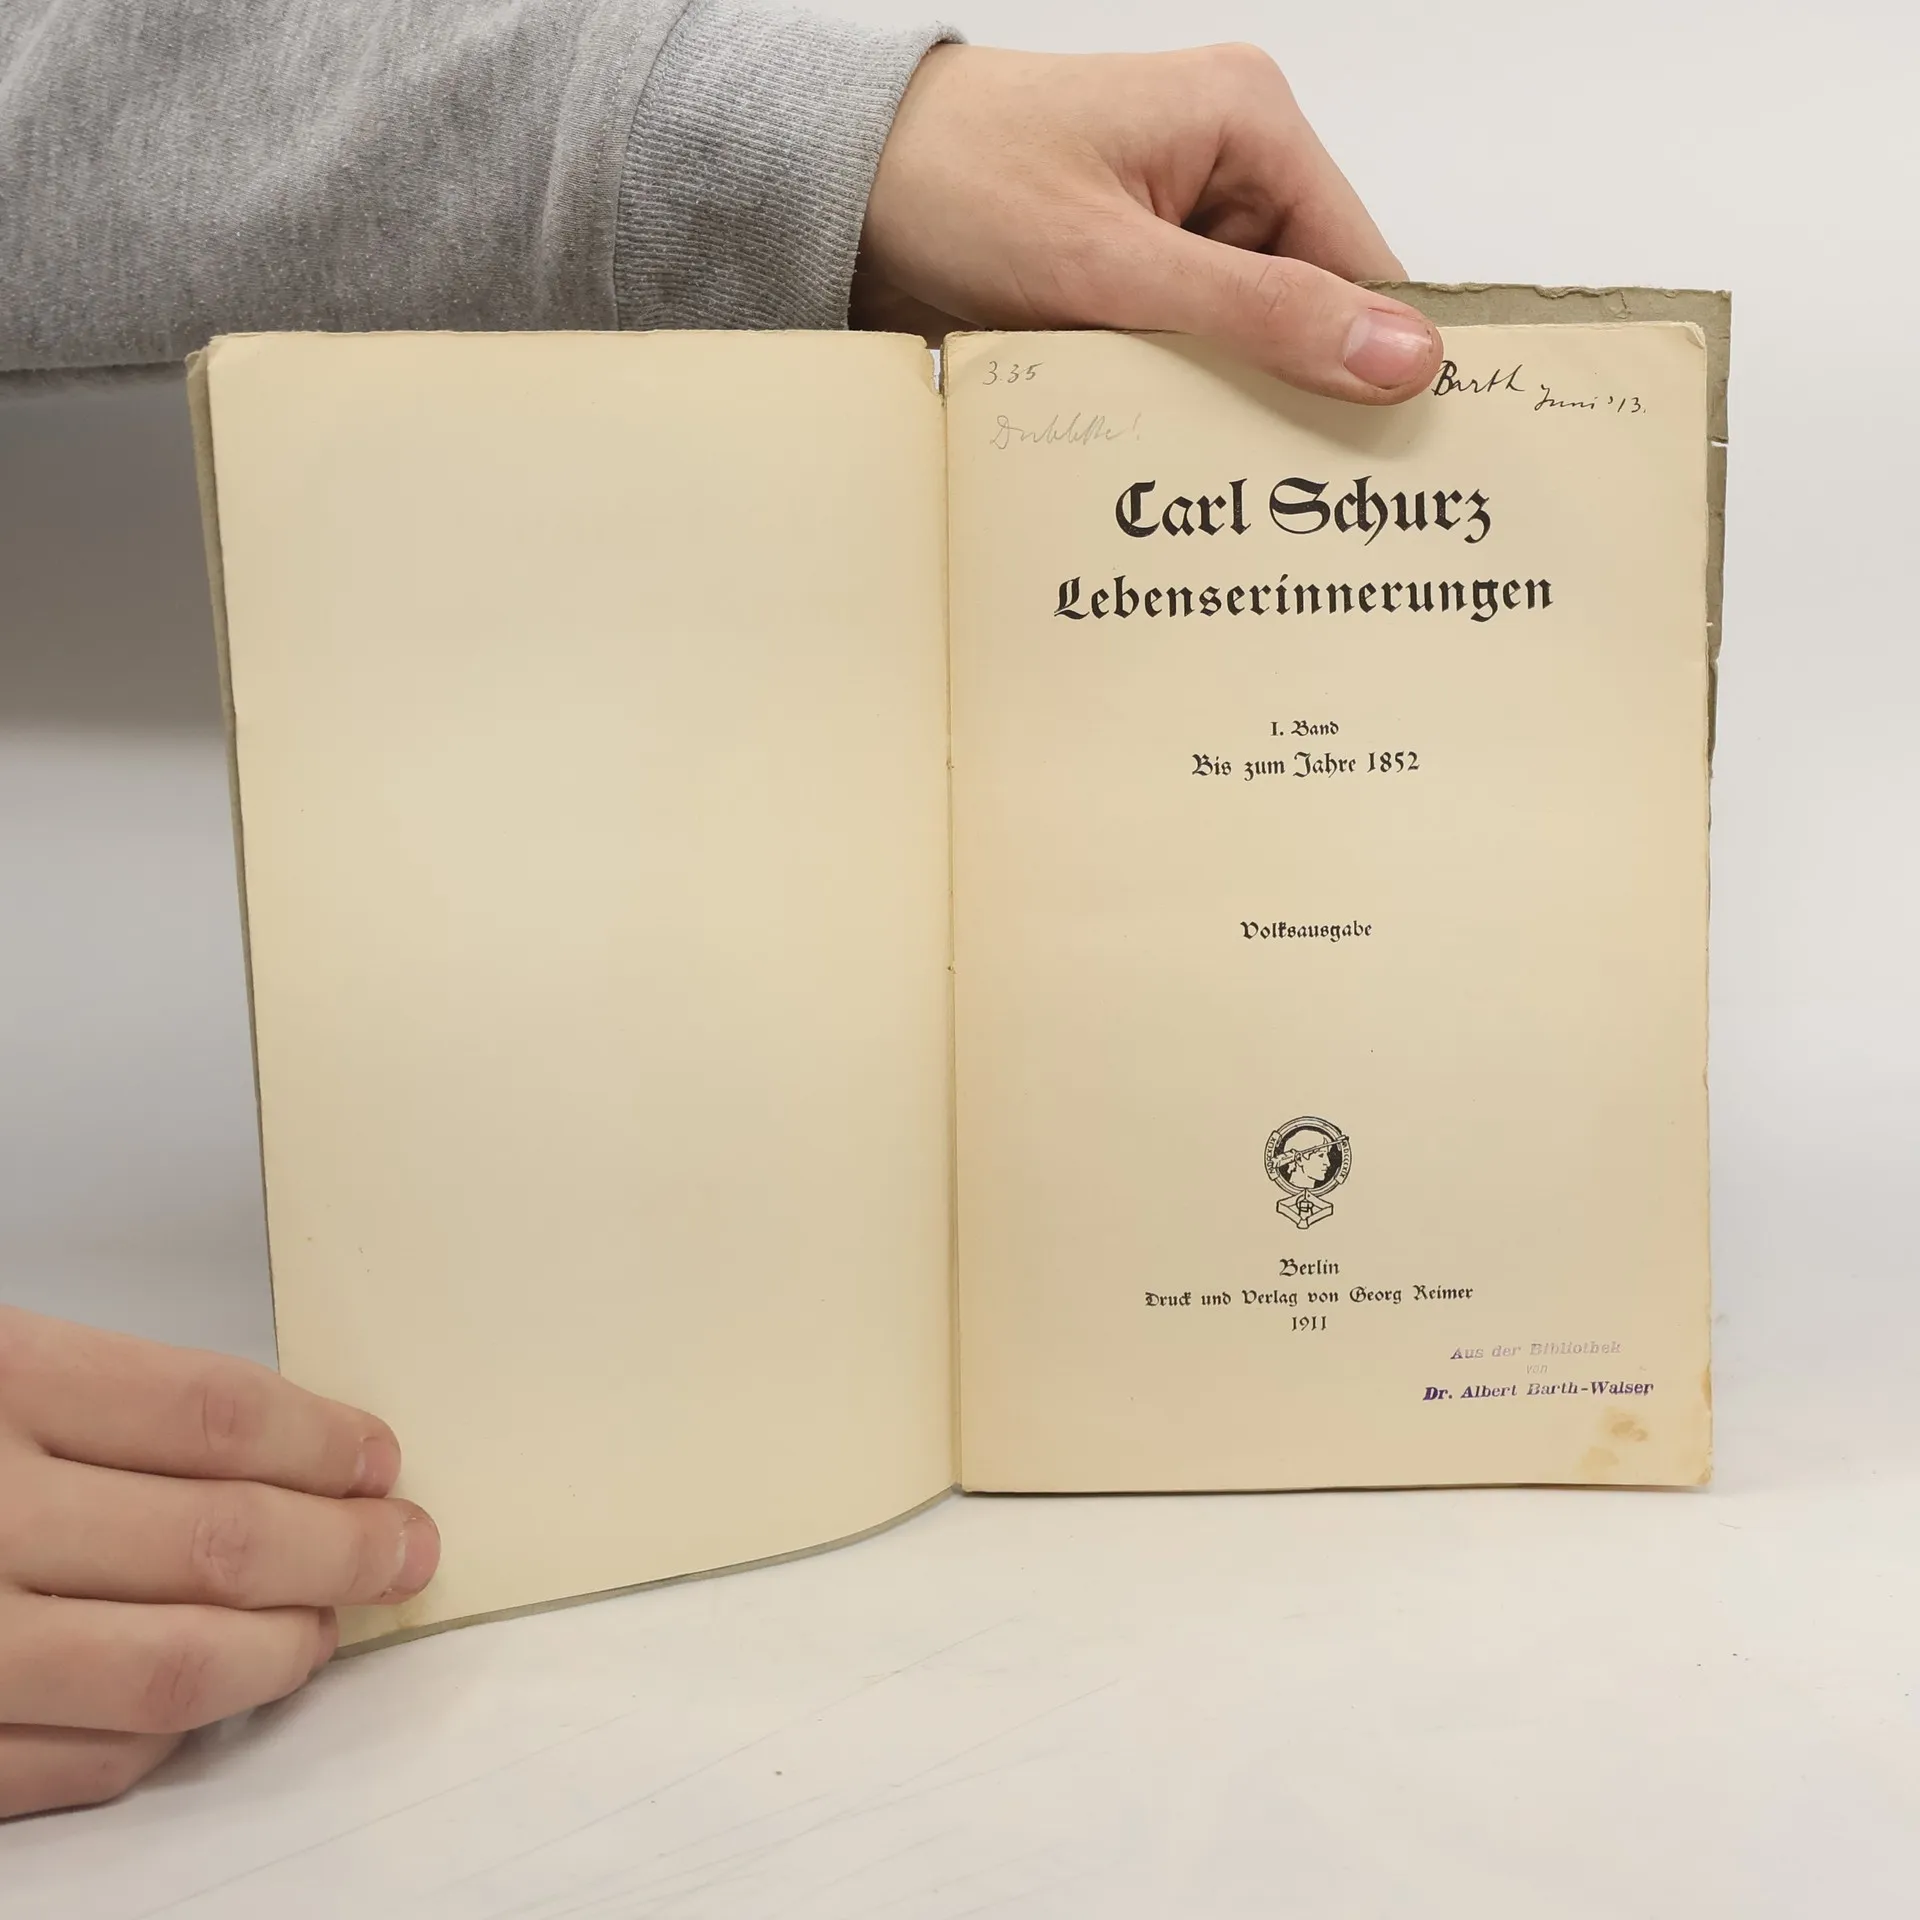 3.35
Barth Juni '13.
Dublette!
Carl Schurz
Lebenserinnerungen
I. Band
Bis zum Jahre 1852
Volksausgabe
Berlin
Druck und Verlag von Georg Reimer
1911
Aus der Bibliothek
von
Dr. Albert Barth-Walser